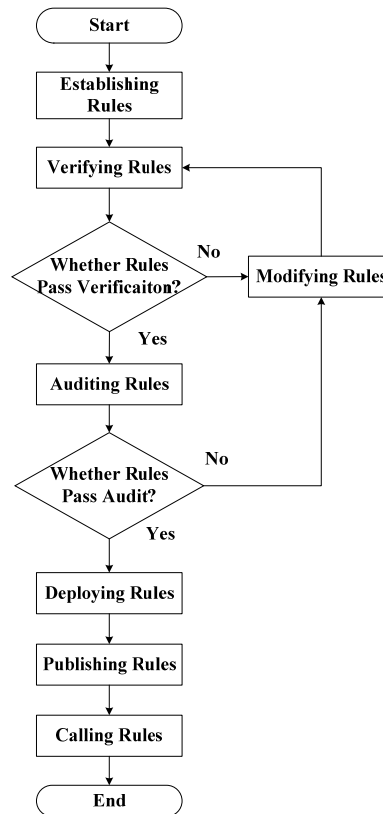 Start
Establishing
Rules
Verifying Rules
Whether Rules
Pass Verificaiton?
No
Modifying Rules
Yes
Auditing Rules
Whether Rules
Pass Audit?
No
Yes
Deploying Rules
Publishing Rules
Calling Rules
End